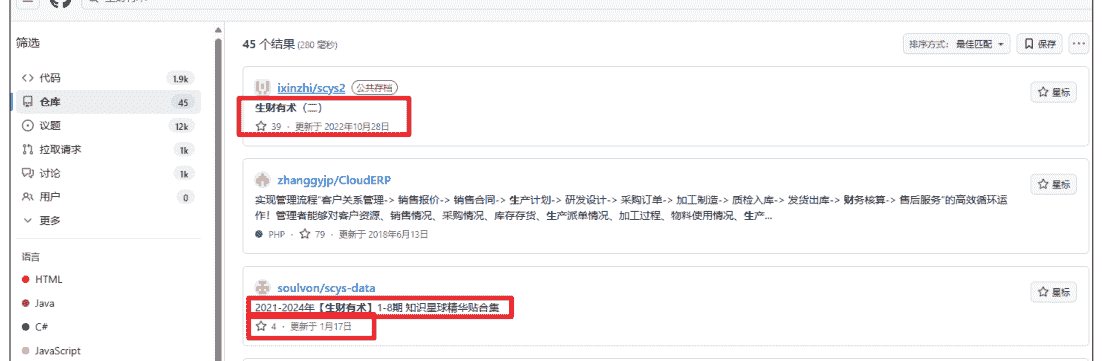 筛选
代码 1.9k
仓库 45
议题 12k
拉取请求 1k
讨论 1k
用户 0
更多
语言
HTML
Java
C#
JavaScript
45 个结果 (280 毫秒)
排序方式: 最佳匹配
保存
ixinzhi/scys2 公共存档
星标
生财有术（二）
39 · 更新于 2022年10月28日
zhanggyjp/CloudERP
星标
实现管理流程“客户关系管理-> 销售报价-> 销售合同-> 生产计划-> 研发设计-> 采购订单-> 加工制造-> 质检入库-> 发货出库-> 财务核算-> 售后服务”的高效循环运
作！管理者能够对客户资源、销售情况、采购情况、库存存货、生产派单情况、加工过程、物料使用情况、生产...
PHP · 79 · 更新于 2018年6月13日
soulvon/scys-data
星标
2021-2024年【生财有术】1-8期 知识星球精华贴合集
4 · 更新于 1月17日